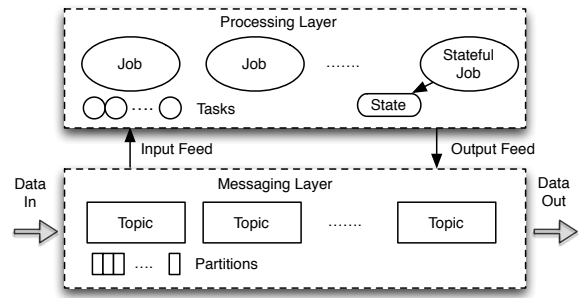 Processing Layer
Job
Job
.......
Stateful
Job
.... Tasks
State
Input Feed
Output Feed
Data
In
Messaging Layer
Data
Out
Topic
Topic
.......
Topic
.... Partitions